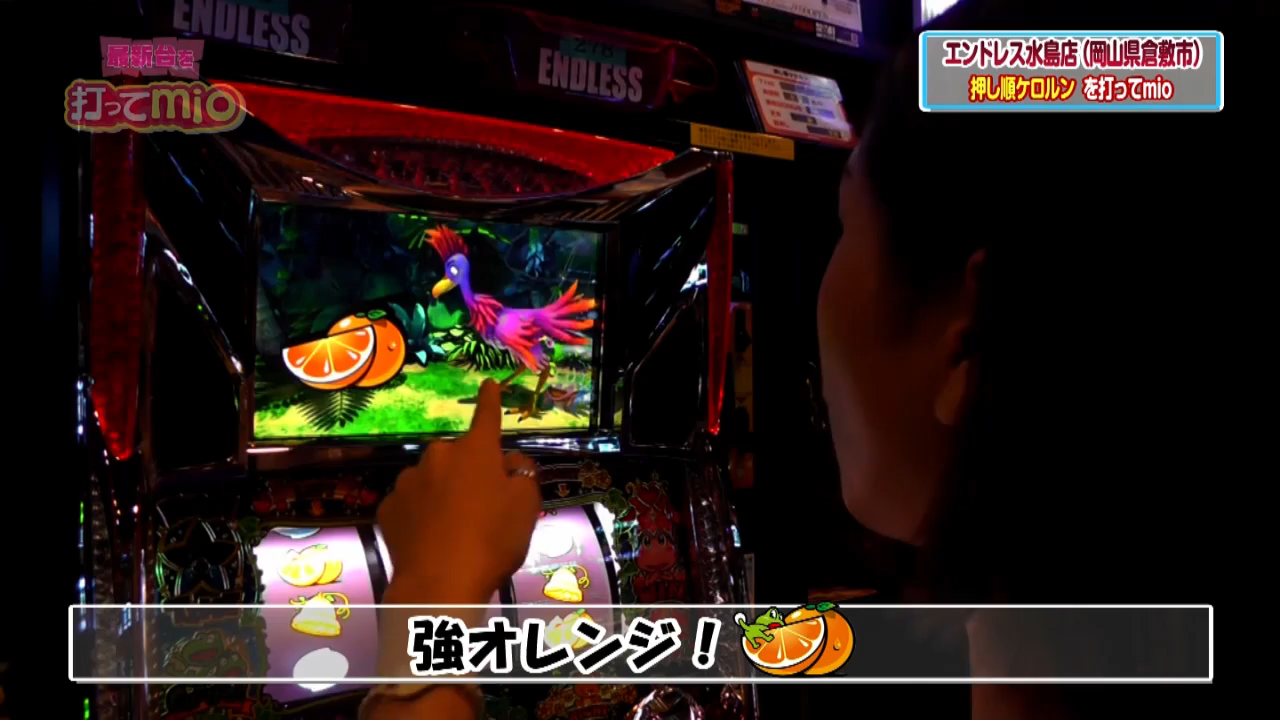 ENDLESS
最新台を
打ってmio
278
ENDLESS
エンドレス水島店(岡山県倉敷市)
押し順ケロルン を打ってmio
強オレンジ!